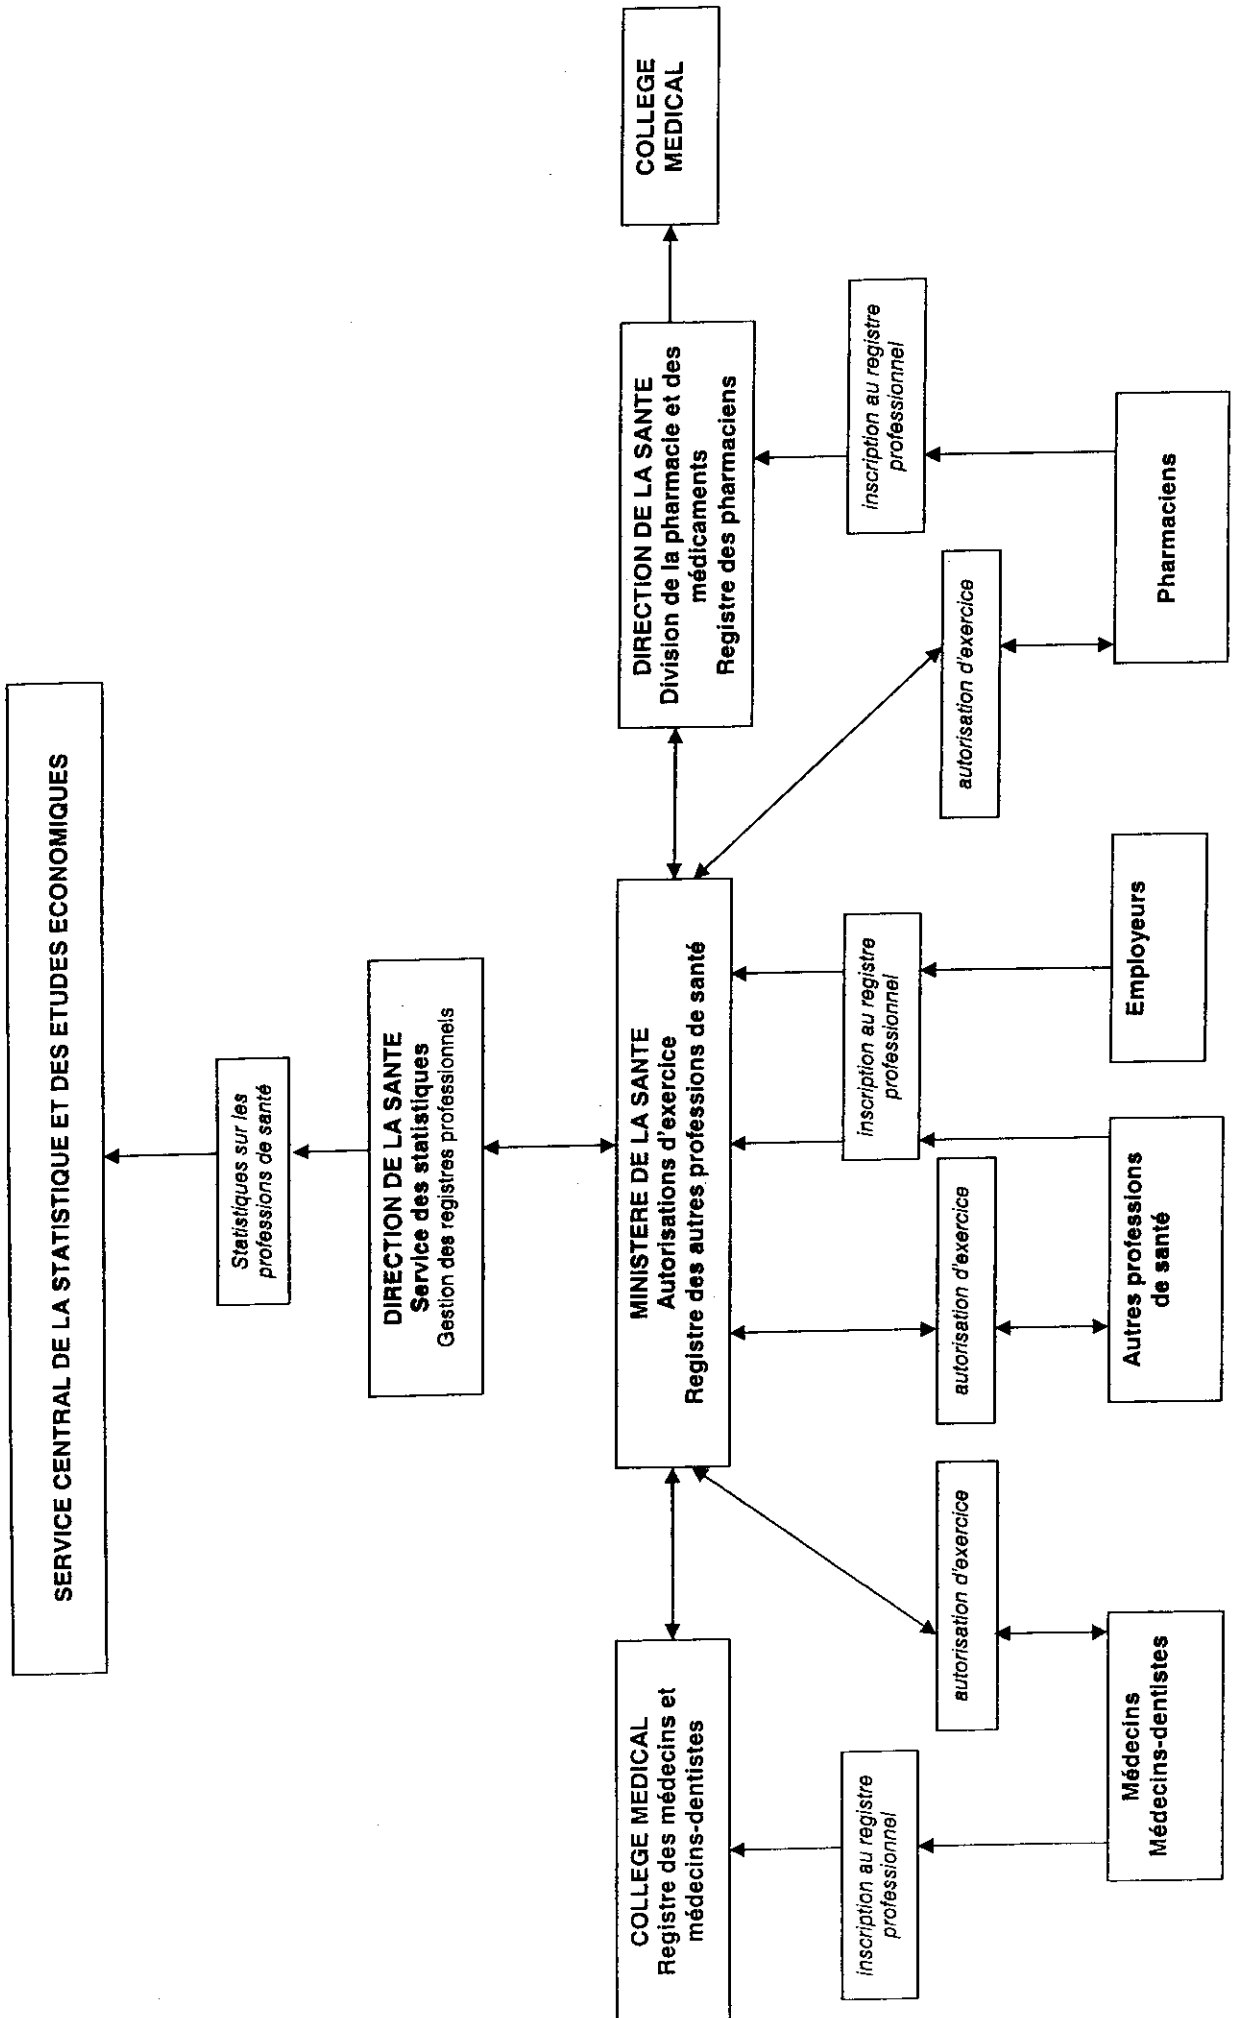 SERVICE CENTRAL DE LA STATISTIQUE ET DES ETUDES ECONOMIQUES
Statistiques sur les
professions de santé
DIRECTION DE LA SANTE
Service des statistiques
Gestion des registres professionnels
COLLEGE MEDICAL
Registre des médecins et
médecins-dentistes
MINISTERE DE LA SANTE
Autorisations d'exercice
Registre des autres professions de santé
DIRECTION DE LA SANTE
Division de la pharmacie et des
médicaments
Registre des pharmaciens
COLLEGE
MEDICAL
inscription au registre
professionnel
autorisation d'exercice
autorisation d'exercice
inscription au registre
professionnel
autorisation d'exercice
inscription au registre
professionnel
Médecins
Médecins-dentistes
Autres professions
de santé
Employeurs
Pharmaciens